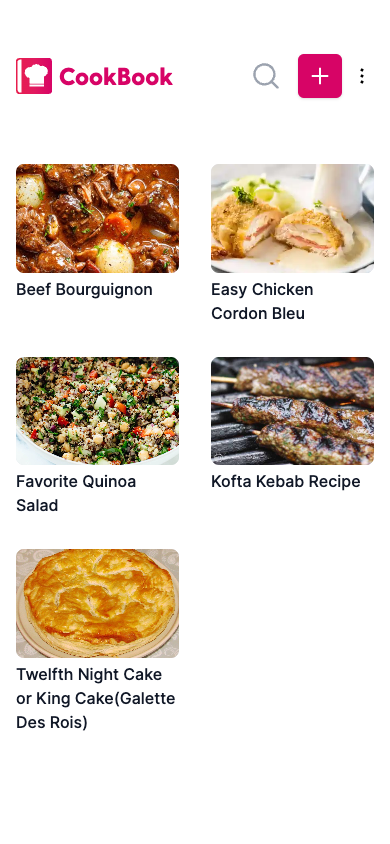 CookBook
Beef Bourguignon
Easy Chicken
Cordon Bleu
Favorite Quinoa
Salad
Kofta Kebab Recipe
Twelfth Night Cake
or King Cake(Galette
Des Rois)